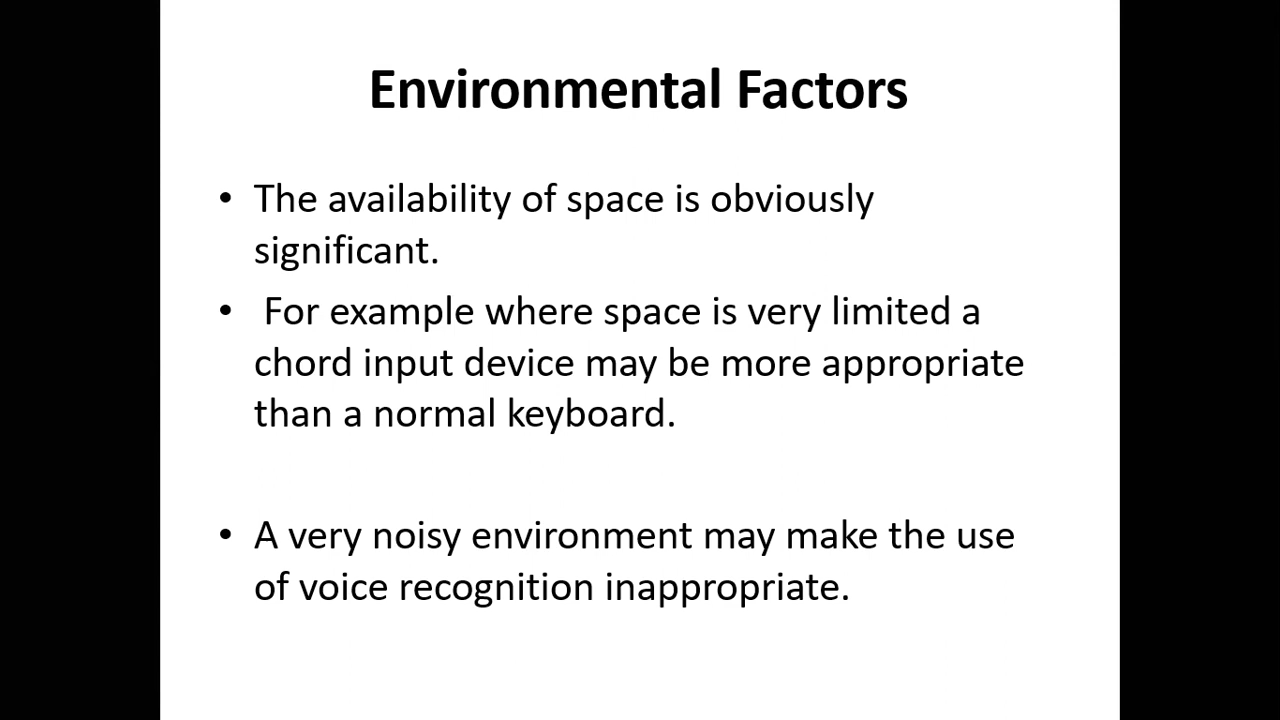 Environmental Factors
• The availability of space is obviously
significant.
• For example where space is very limited a
chord input device may be more appropriate
than a normal keyboard.
• A very noisy environment may make the use
of voice recognition inappropriate.